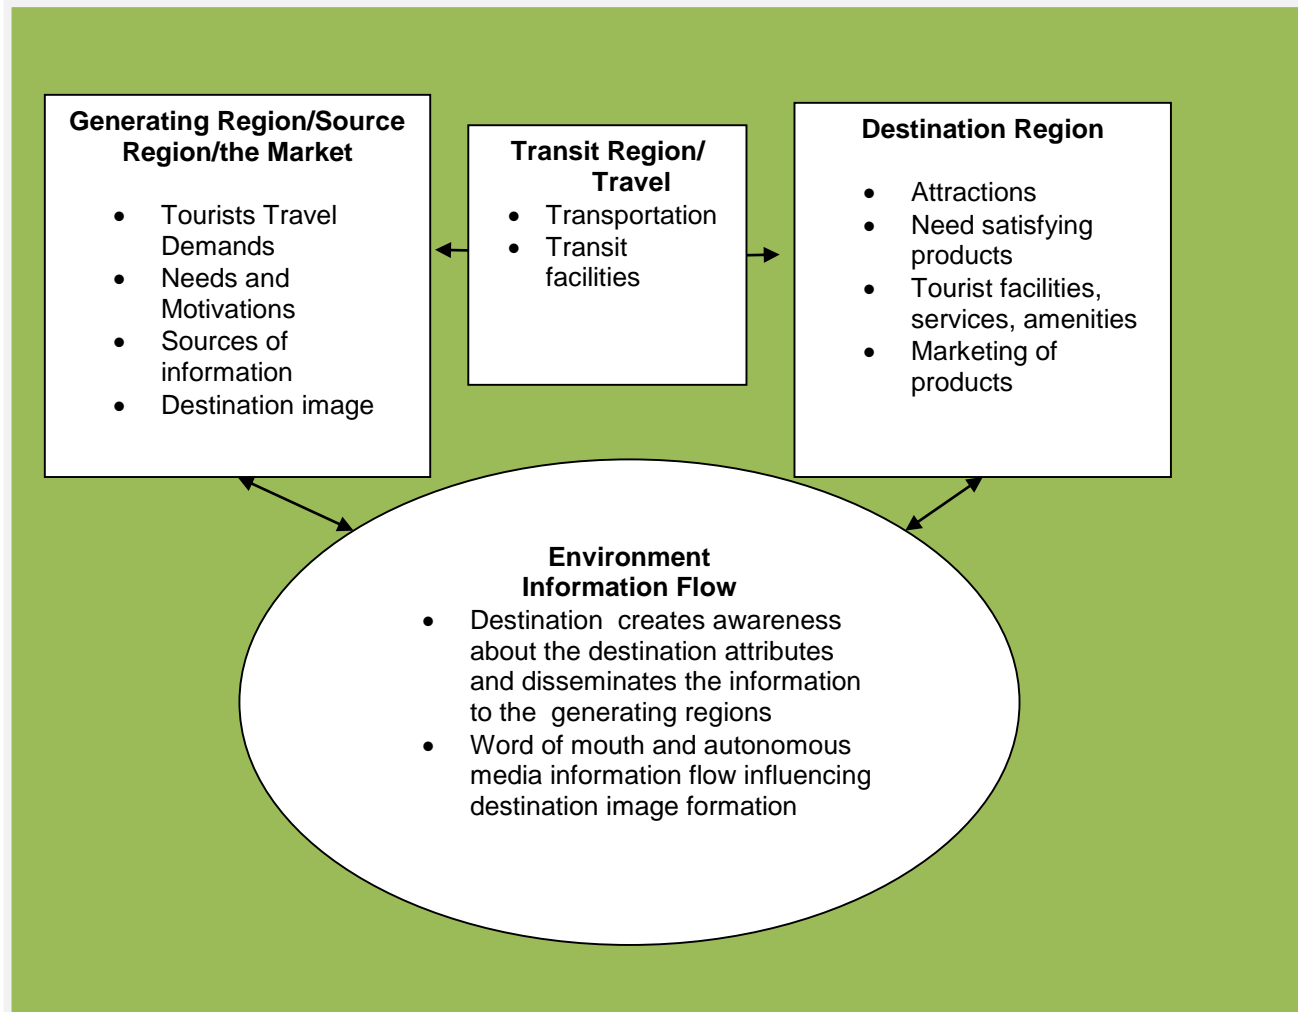 Generating Region/Source
Region/the Market
• Tourists Travel
Demands
• Needs and
Motivations
• Sources of
information
• Destination image
Transit Region/
Travel
• Transportation
• Transit
facilities
Destination Region
• Attractions
• Need satisfying
products
• Tourist facilities,
services, amenities
• Marketing of
products
Environment
Information Flow
• Destination creates awareness
about the destination attributes
and disseminates the information
to the generating regions
• Word of mouth and autonomous
media information flow influencing
destination image formation